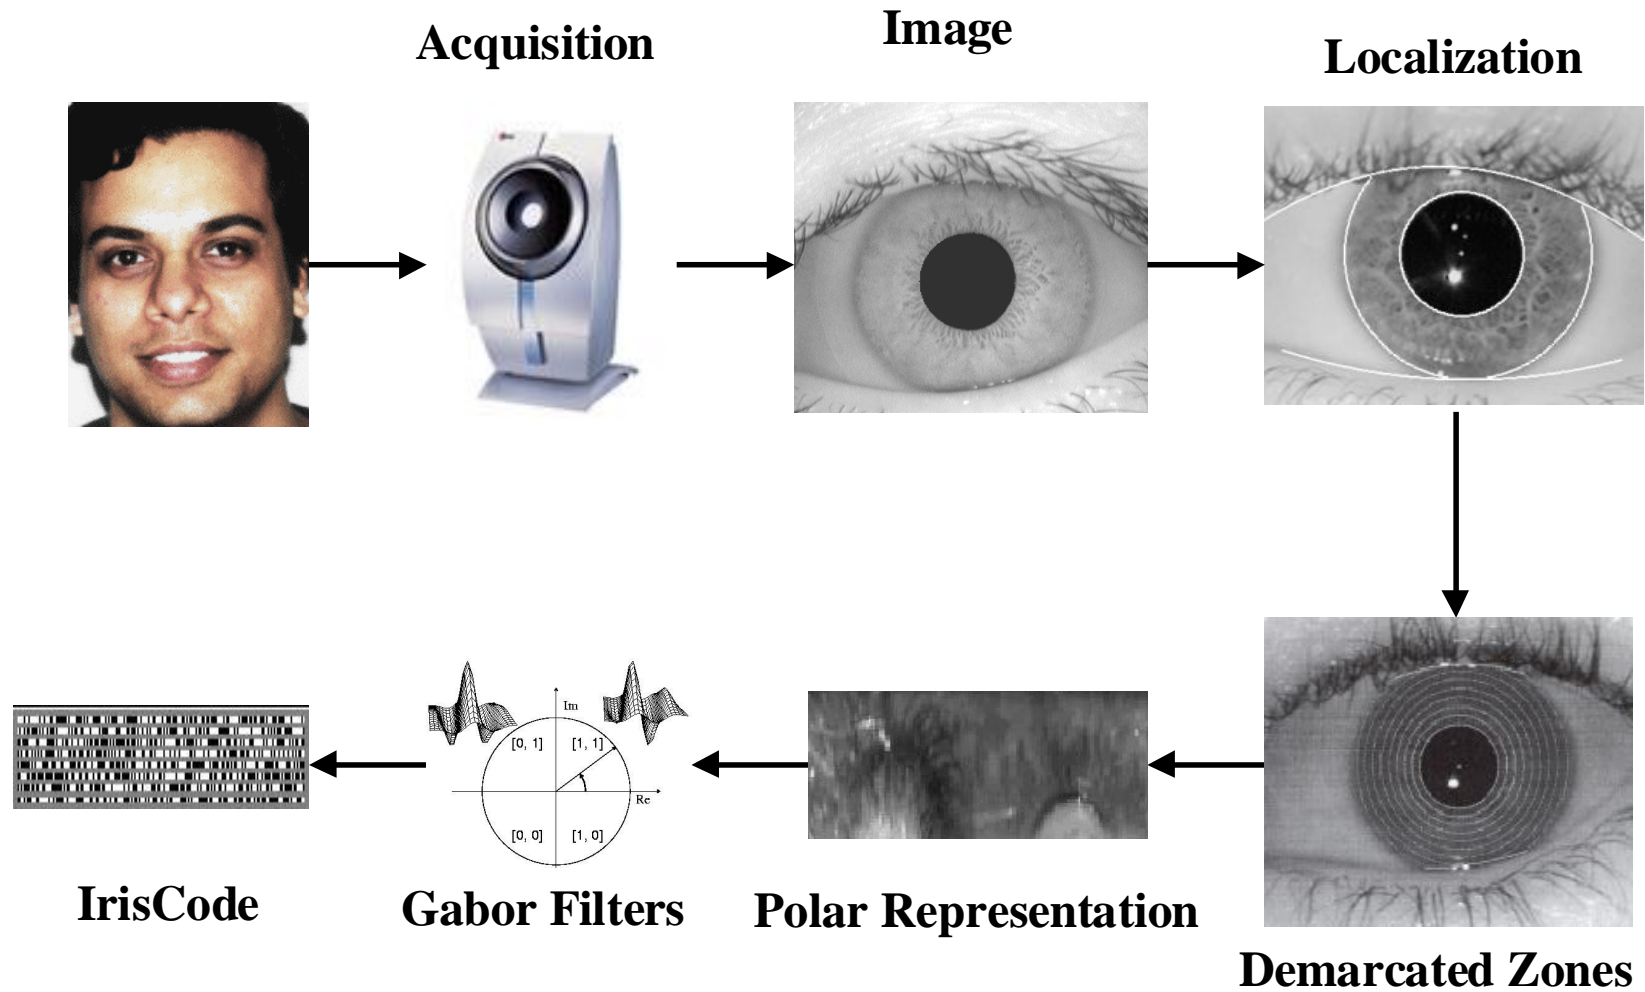 Acquisition
Image
Localization
Im
[0, 1]
[1, 1]
Re
[0, 0]
[1, 0]
IrisCode
Gabor Filters
Polar Representation
Demarcated Zones